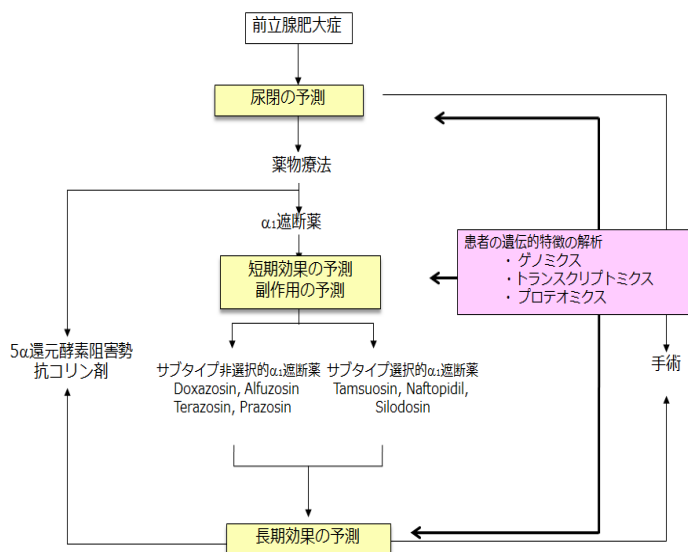 前立腺肥大症
尿閉の予測
薬物療法
α₁遮断薬
患者の遺伝的特徴の解析
・ ゲノミクス
・ トランスクリプトミクス
・ プロテオミクス
短期効果の予測
副作用の予測
5α還元酵素阻害勢
抗コリン剤
サブタイプ非選択的α₁遮断薬
Doxazosin, Alfuzosin
Terazosin, Prazosin
サブタイプ選択的α₁遮断薬
Tamsuosin, Naftopidil,
Silodosin
手術
長期効果の予測